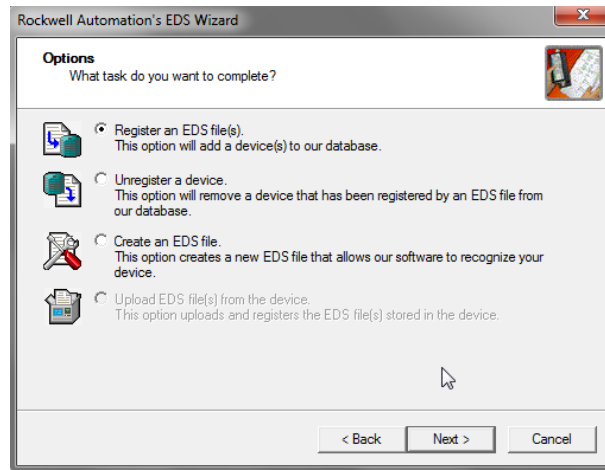 Rockwell Automation's EDS Wizard
Options
What task do you want to complete?
Register an EDS file(s).
This option will add a device(s) to our database.
Unregister a device.
This option will remove a device that has been registered by an EDS file from
our database.
Create an EDS file.
This option creates a new EDS file that allows our software to recognize your
device.
Upload EDS file(s) from the device.
This option uploads and registers the EDS file(s) stored in the device.
< Back Next > Cancel